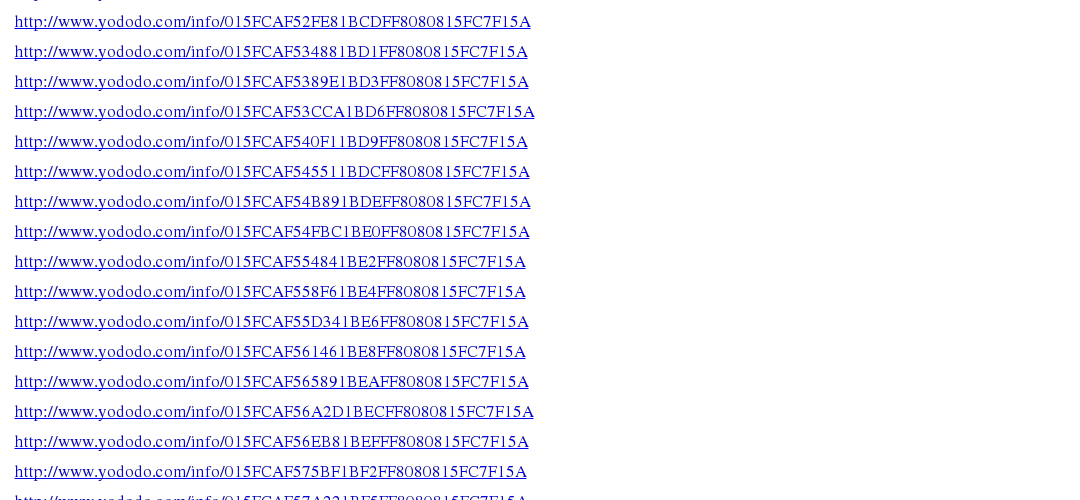 http://www.yododo.com/info/015FCAF52FE81BCDFF8080815FC7F15A
http://www.yododo.com/info/015FCAF534881BD1FF8080815FC7F15A
http://www.yododo.com/info/015FCAF5389E1BD3FF8080815FC7F15A
http://www.yododo.com/info/015FCAF53CCA1BD6FF8080815FC7F15A
http://www.yododo.com/info/015FCAF540F11BD9FF8080815FC7F15A
http://www.yododo.com/info/015FCAF545511BDCFF8080815FC7F15A
http://www.yododo.com/info/015FCAF54B891BDEFF8080815FC7F15A
http://www.yododo.com/info/015FCAF54FBC1BE0FF8080815FC7F15A
http://www.yododo.com/info/015FCAF554841BE2FF8080815FC7F15A
http://www.yododo.com/info/015FCAF558F61BE4FF8080815FC7F15A
http://www.yododo.com/info/015FCAF55D341BE6FF8080815FC7F15A
http://www.yododo.com/info/015FCAF561461BE8FF8080815FC7F15A
http://www.yododo.com/info/015FCAF565891BEAFF8080815FC7F15A
http://www.yododo.com/info/015FCAF56A2D1BECFF8080815FC7F15A
http://www.yododo.com/info/015FCAF56EB81BEFFF8080815FC7F15A
http://www.yododo.com/info/015FCAF575BF1BF2FF8080815FC7F15A